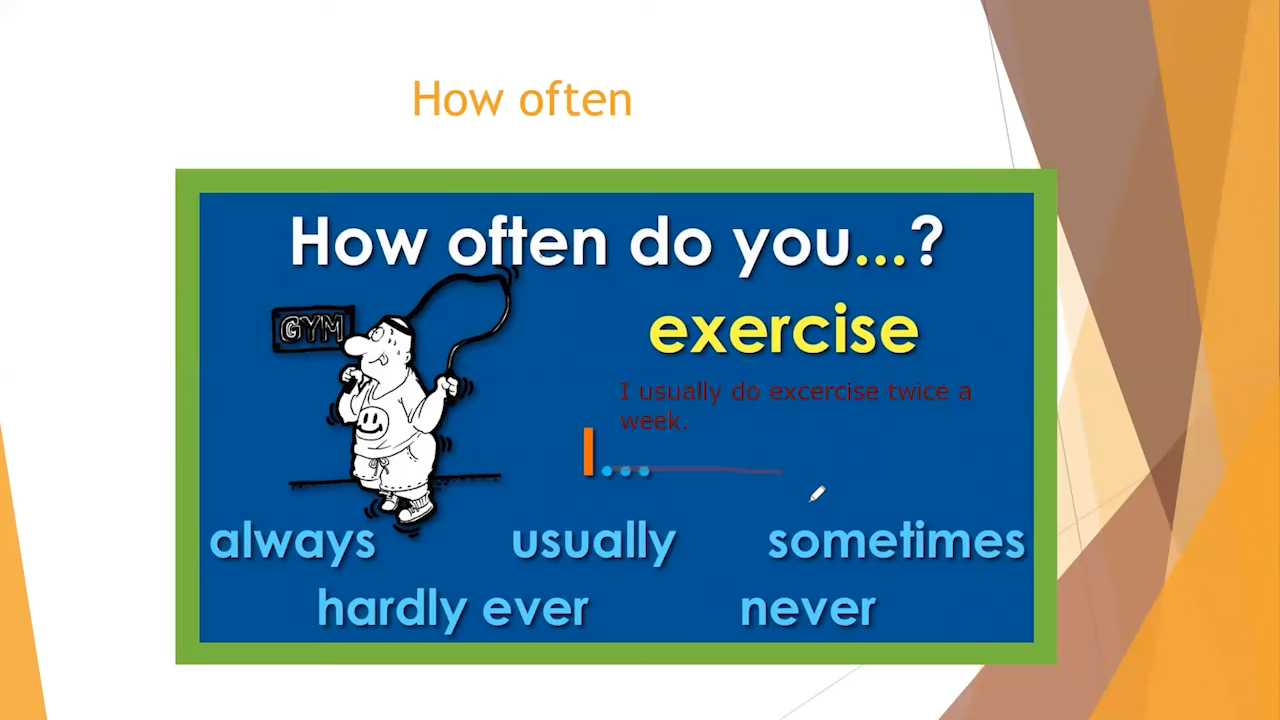 How often
How often do you...?
GYM
exercise
I usually do excercise twice a
week.
I...
always usually sometimes
hardly ever never